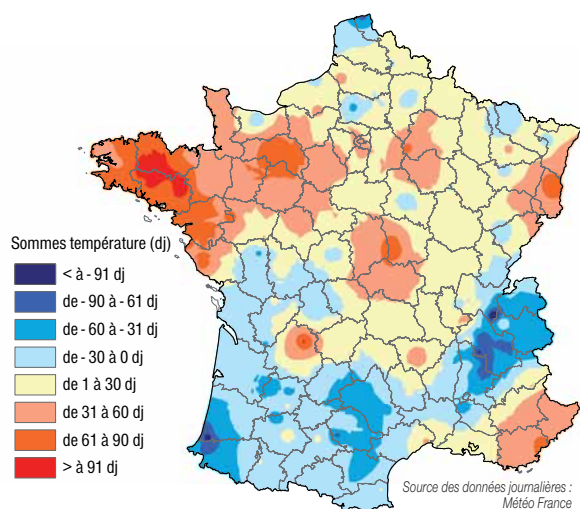 Sommes température (dj)
< à - 91 dj
de - 90 à - 61 dj
de - 60 à - 31 dj
de - 30 à 0 dj
de 1 à 30 dj
de 31 à 60 dj
de 61 à 90 dj
> à 91 dj
Source des données journalières :
Météo France